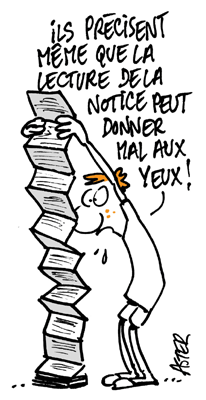 ILS PRÉCISENT
MÊME QUE LA
LECTURE DE LA
NOTICE PEUT
DONNER
MAL AUX
YEUX!
ASTER